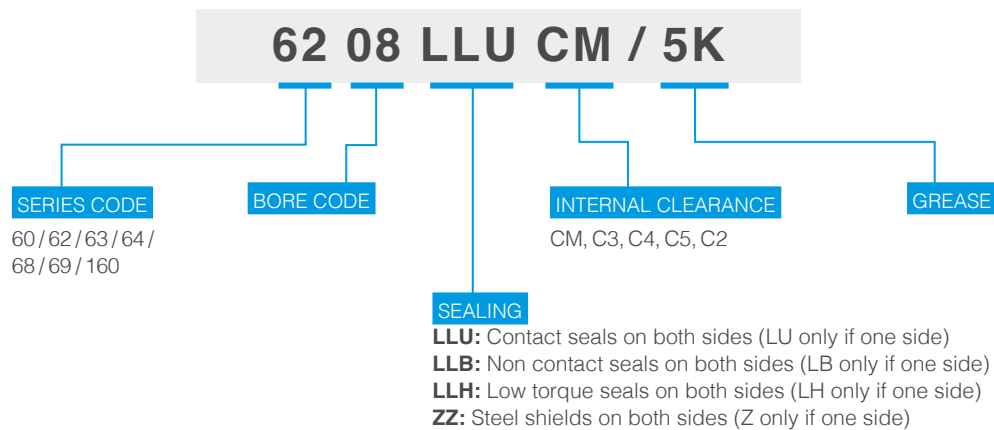 62 08 LLU CM / 5K
SERIES CODE
60 / 62 / 63 / 64 /
68 / 69 / 160
BORE CODE
INTERNAL CLEARANCE
CM, C3, C4, C5, C2
GREASE
SEALING
LLU: Contact seals on both sides (LU only if one side)
LLB: Non contact seals on both sides (LB only if one side)
LLH: Low torque seals on both sides (LH only if one side)
ZZ: Steel shields on both sides (Z only if one side)